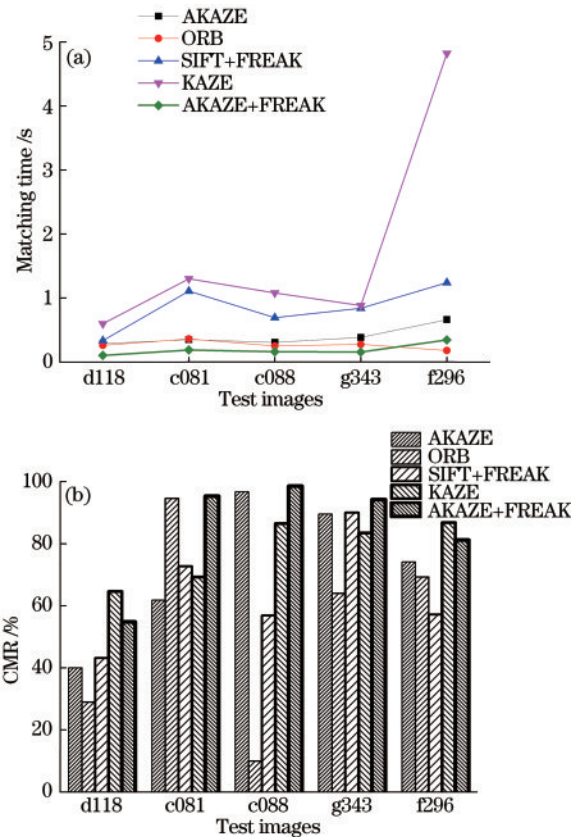 AKAZE
ORB
SIFT+FREAK
KAZE
AKAZE+FREAK
(a)
5
4
3
2
1
0
Matching time /s
d118 c081 c088 g343 f296
Test images
AKAZE
ORB
SIFT+FREAK
KAZE
AKAZE+FREAK
(b)
100
80
60
40
20
0
CMR /%
d118 c081 c088 g343 f296
Test images